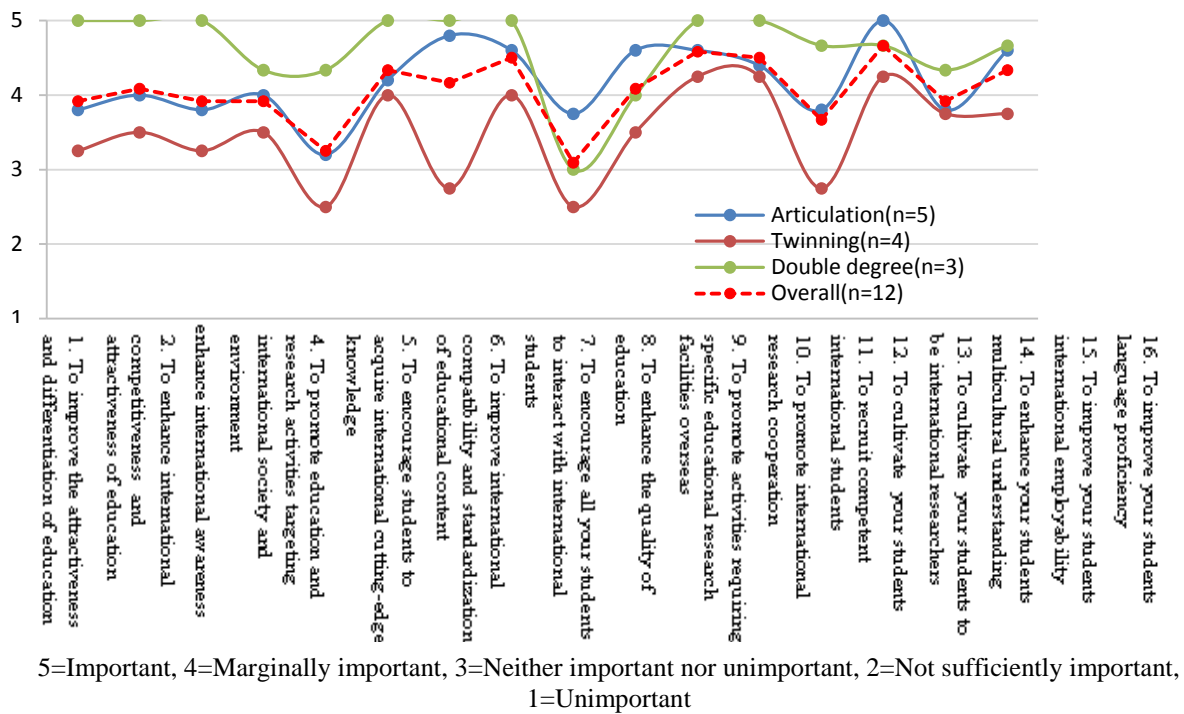 5
4
3
2
1
Articulation(n=5)
Twinning(n=4)
Double degree(n=3)
Overall(n=12)
1. To improve the attractiveness
and differentiation of education
2. To enhance international
competitiveness and
attractiveness of education
enhance international awareness
4. To promote education and
research activities targeting
international society and
environment
5. To encourage students to
acquire international cutting-edge
knowledge
6. To improve international
compatibility and standardization
of educational content
7. To encourage all your students
to interact with international
students
8. To enhance the quality of
education
9. To promote activities requiring
specific educational research
facilities overseas
10. To promote international
research cooperation
11. To recruit competent
international students
12. To cultivate your students
13. To cultivate your students to
be international researchers
14. To enhance your students
multicultural understanding
15. To improve your students
international employability
16. To improve your students
language proficiency
5=Important, 4=Marginally important, 3=Neither important nor unimportant, 2=Not sufficiently important,
1=Unimportant